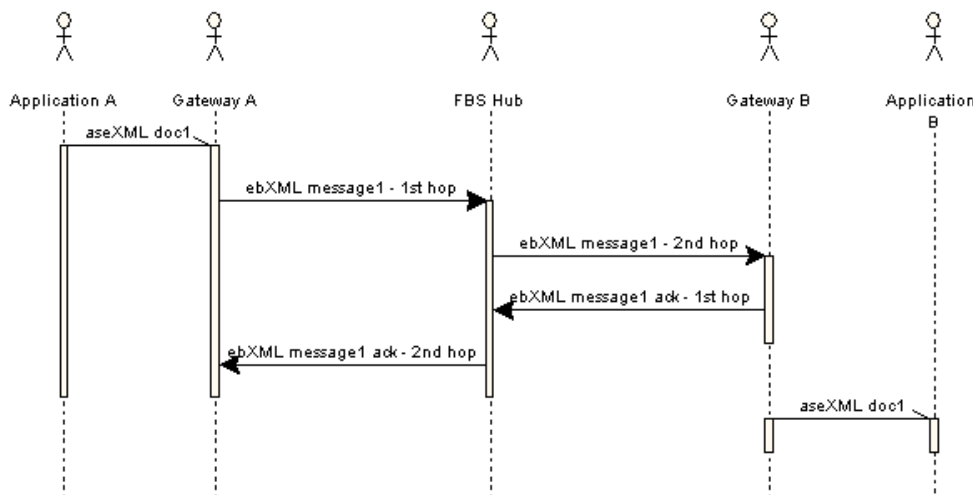 Application A
Gateway A
FBS Hub
Gateway B
Application
B
aseXML doc1
ebXML message1 - 1st hop
ebXML message1 - 2nd hop
ebXML message1 ack - 1st hop
ebXML message1 ack - 2nd hop
aseXML doc1